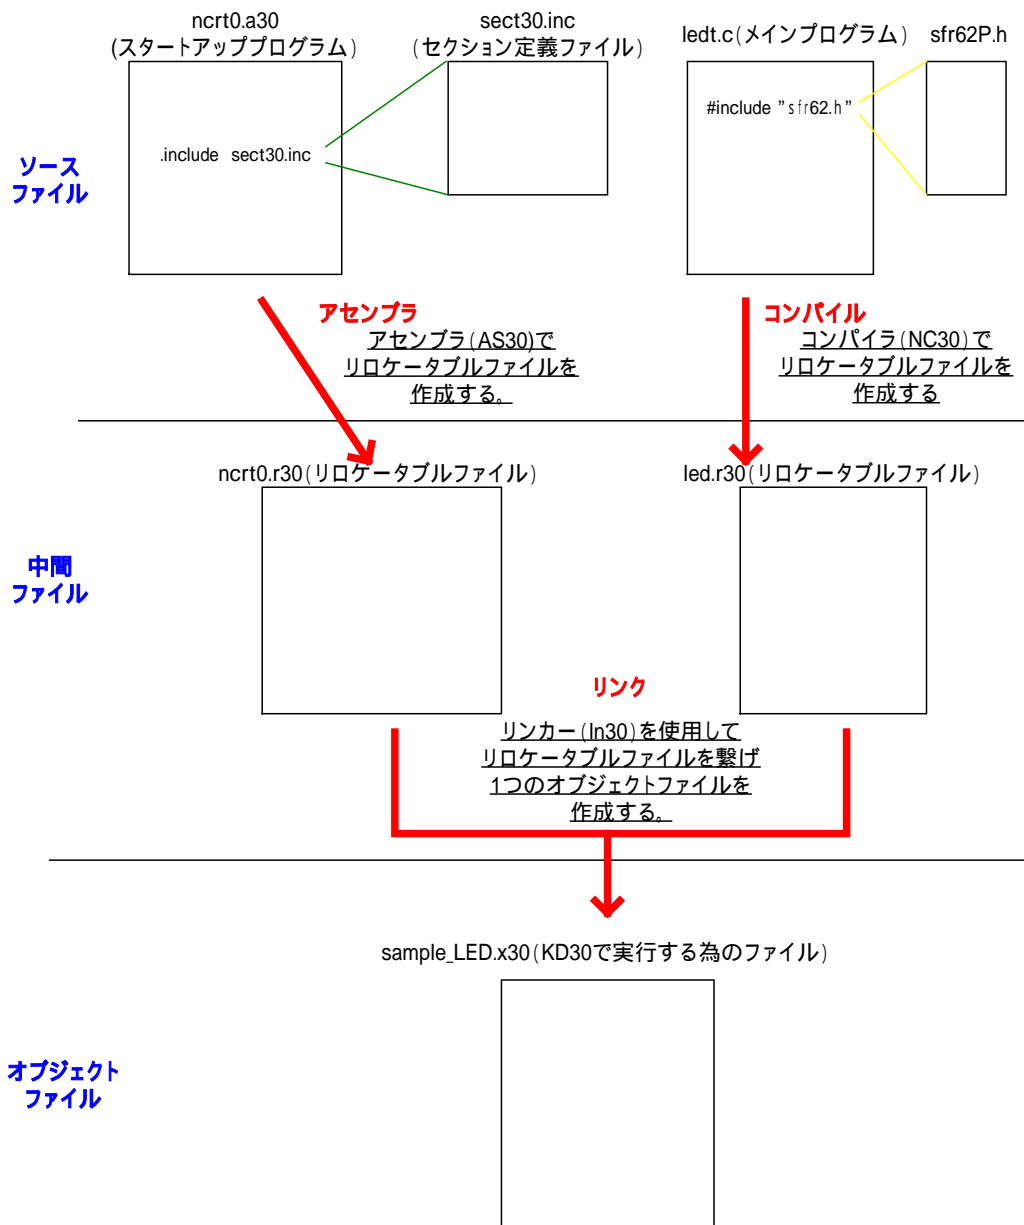 ncrt0.a30
(スタートアッププログラム)
sect30.inc
(セクション定義ファイル)
ledt.c(メインプログラム)
sfr62P.h
.include sect30.inc
#include "sfr62.h"
ソース
ファイル
アセンブラ
アセンブラ(AS30)で
リロケータブルファイルを
作成する。
コンパイル
コンパイラ(NC30)で
リロケータブルファイルを
作成する
ncrt0.r30(リロケータブルファイル)
led.r30(リロケータブルファイル)
中間
ファイル
リンク
リンカー(ln30)を使用して
リロケータブルファイルを繋げ
1つのオブジェクトファイルを
作成する。
sample_LED.x30(KD30で実行する為のファイル)
オブジェクト
ファイル